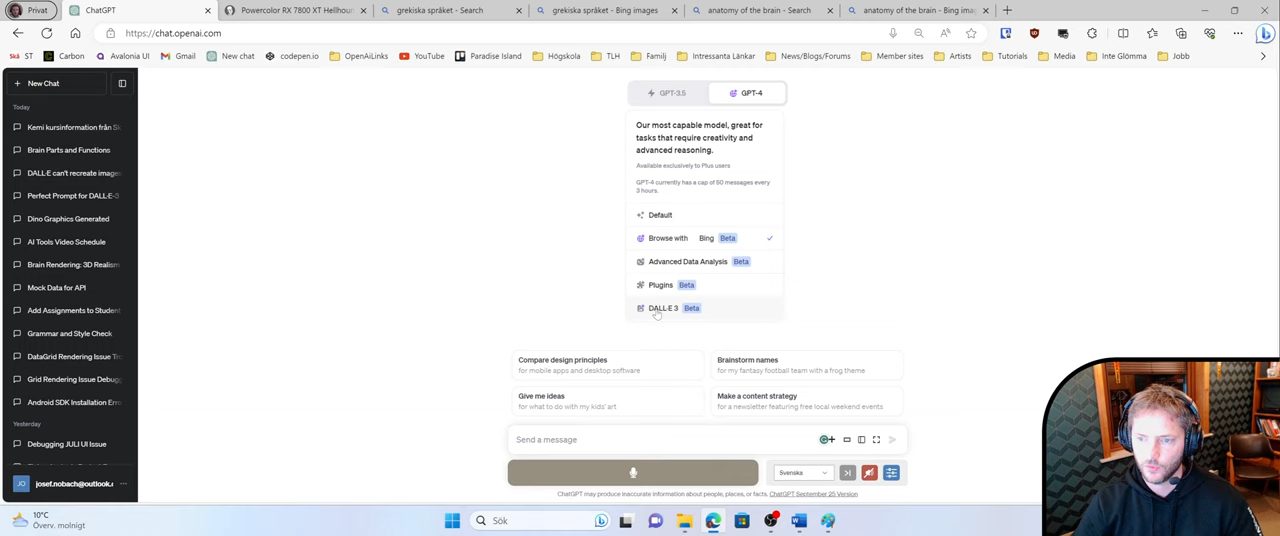 Privat
ChatGPT
Powercolor RX 7800 XT Hellhoun
grekiska språket - Search
grekiska språket - Bing images
anatomy of the brain - Search
anatomy of the brain - Bing ima
https://chat.openai.com
Skä ST
Carbon
Avalonia UI
Gmail
New chat
codepen.io
OpenAiLinks
YouTube
Paradise Island
Högskola
TLH
Familj
Intressanta Länkar
News/Blogs/Forums
Member sites
Artists
Tutorials
Media
Inte Glömma
Jobb
New Chat
Today
Kemi kursinformation från Sk
Brain Parts and Functions
DALL-E can't recreate images
Perfect Prompt for DALL-E-3
Dino Graphics Generated
AI Tools Video Schedule
Brain Rendering: 3D Realism
Mock Data for API
Add Assignments to Student
Grammar and Style Check
DataGrid Rendering Issue Tr
Grid Rendering Issue Debug
Android SDK Installation Erro
Yesterday
Debugging JULI UI Issue
JO josef.nobach@outlook.c
GPT-3.5 GPT-4
Our most capable model, great for
tasks that require creativity and
advanced reasoning.
Available exclusively to Plus users
GPT-4 currently has a cap of 50 messages every
3 hours.
Default
Browse with Bing Beta
Advanced Data Analysis Beta
Plugins Beta
DALL·E 3 Beta
Compare design principles
for mobile apps and desktop software
Brainstorm names
for my fantasy football team with a frog theme
Give me ideas
for what to do with my kids' art
Make a content strategy
for a newsletter featuring free local weekend events
Send a message
Svenska
ChatGPT may produce inaccurate information about people, places, or facts. ChatGPT September 25 Version
10°C
Överv. molnigt
Sök